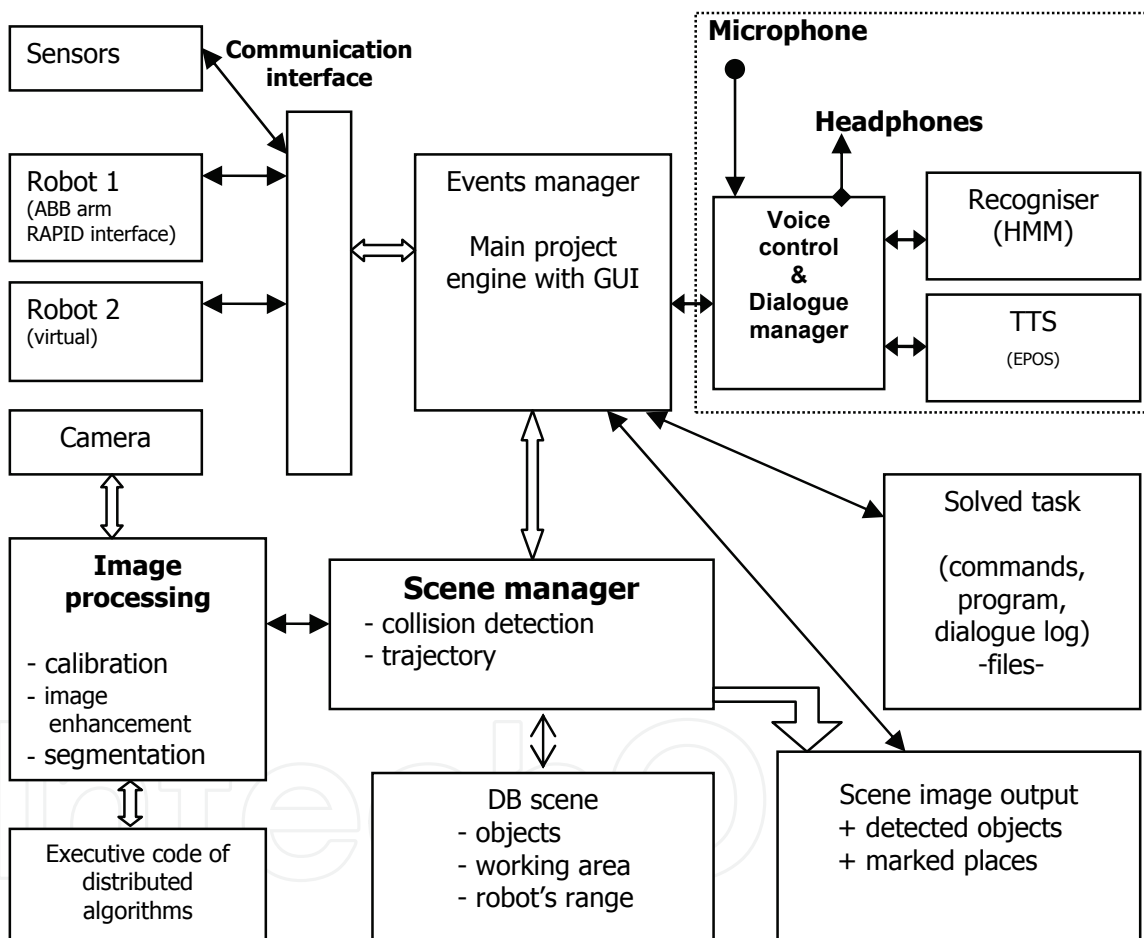 Sensors
Communication
interface
Microphone
Headphones
Robot 1
(ABB arm
RAPID interface)
Robot 2
(virtual)
Events manager
Main project
engine with GUI
Voice
control
&
Dialogue
manager
Recogniser
(HMM)
TTS
(EPOS)
Camera
Image
processing
- calibration
- image
enhancement
- segmentation
Scene manager
- collision detection
- trajectory
Solved task
(commands,
program,
dialogue log)
-files-
Executive code of
distributed
algorithms
DB scene
- objects
- working area
- robot's range
Scene image output
+ detected objects
+ marked places